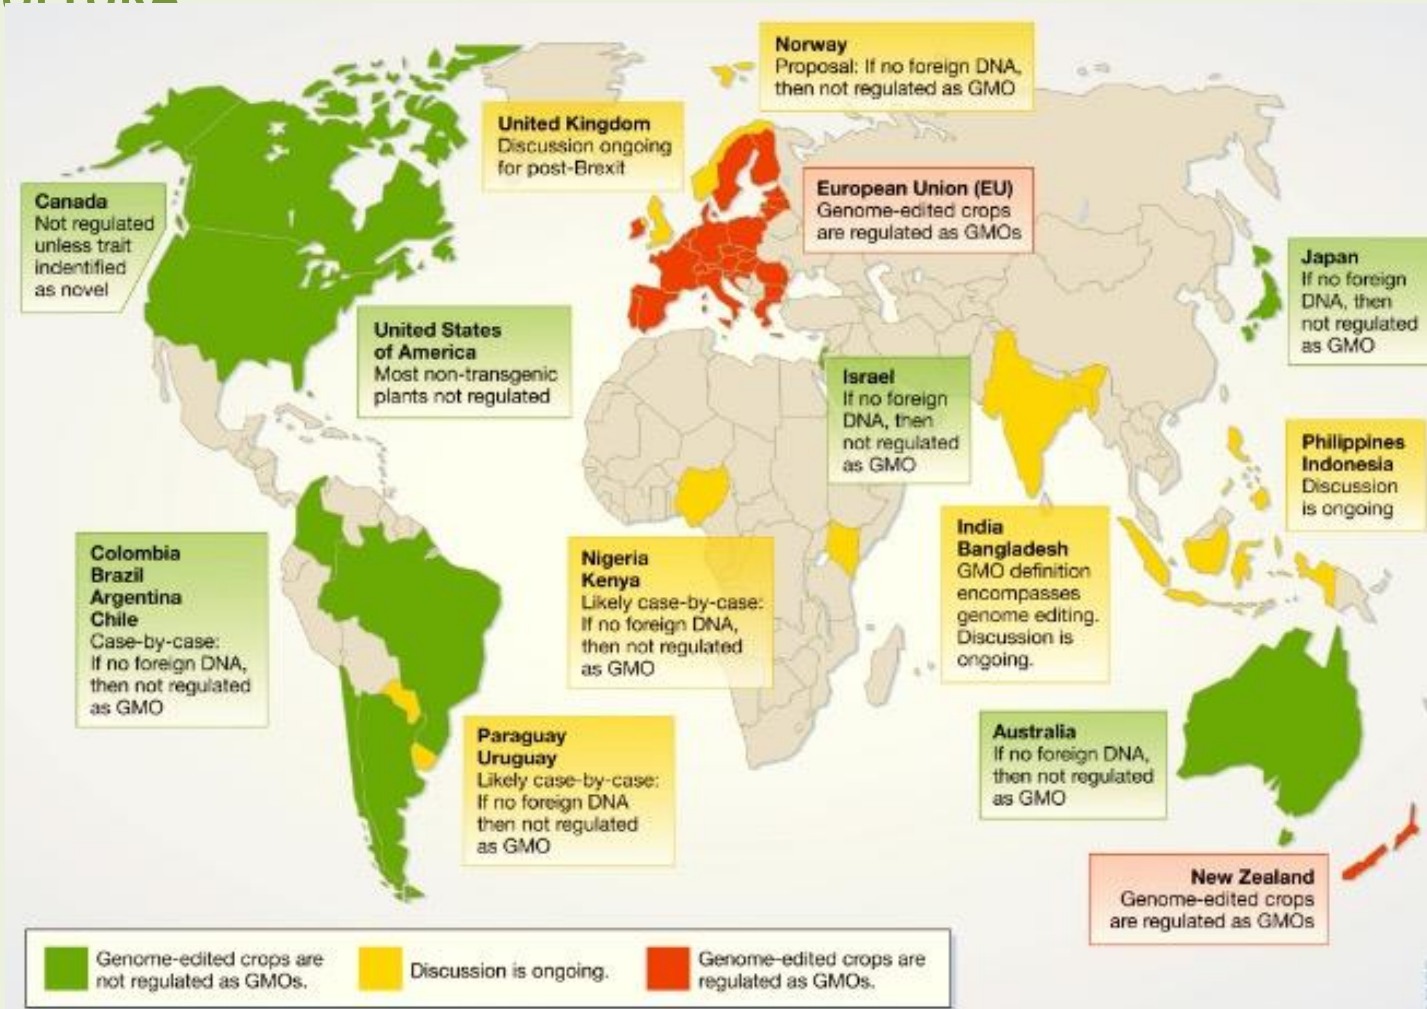 Norway
Proposal: If no foreign DNA,
then not regulated as GMO
United Kingdom
Discussion ongoing
for post-Brexit
European Union (EU)
Genome-edited crops
are regulated as GMOs
Canada
Not regulated
unless trait
indentified
as novel
Japan
If no foreign
DNA, then
not regulated
as GMO
United States
of America
Most non-transgenic
plants not regulated
Israel
If no foreign
DNA, then
not regulated
as GMO
Philippines
Indonesia
Discussion
is ongoing
India
Bangladesh
GMO definition
encompasses
genome editing.
Discussion is
ongoing.
Colombia
Brazil
Argentina
Chile
Case-by-case:
If no foreign DNA,
then not regulated
as GMO
Nigeria
Kenya
Likely case-by-case:
If no foreign DNA,
then not regulated
as GMO
Paraguay
Uruguay
Likely case-by-case:
If no foreign DNA
then not regulated
as GMO
Australia
If no foreign DNA,
then not regulated
as GMO
New Zealand
Genome-edited crops
are regulated as GMOs
Genome-edited crops are
not regulated as GMOs.
Discussion is ongoing.
Genome-edited crops are
regulated as GMOs.